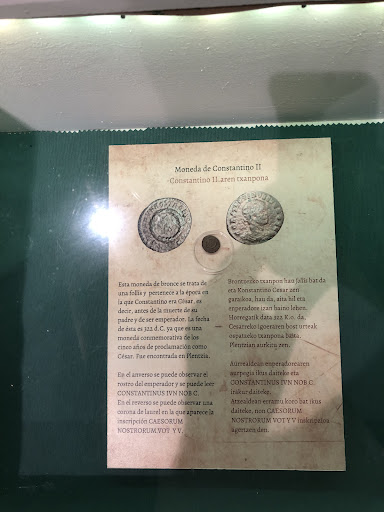 Moneda de Constantino II
Constantino II.aren txanpona
Esta moneda de bronce se trata de
una follis y pertenece a la época en
la que Constantino era César, es
decir, antes de la muerte de su
padre y de ser emperador. La fecha
de esta es 322 d.C. ya que es una
moneda conmemorativa de los
cinco años de proclamación como
César. Fue encontrada en Plentzia.
En el anverso se puede observar el
rostro del emperador y se puede leer
CONSTANTINUS IVN NOB C.
En el reverso se puede observar una
corona de laurel en la que aparece la
inscripción CAESORUM
NOSTRORUM VOT Y V.
Brontzezko txanpon hau follis bat da
eta Konstantino Cesar zen
garaikoa, hau da, aita hil eta
enperadore izan baino lehen.
Horregatik data 322 K.o. da,
Cesartzeko igoeraren bost urteak
ospatzeko txanpona baita.
Plentzian aurkitu zen.
Aurrealdean enperadorearen
aurpegia ikus daiteke eta
CONSTANTINUS IVN NOB C.
irakur daiteke.
Atzealdean erramu koro bat ikus
daiteke, non CAESORUM
NOSTRORUM VOT Y V
agertzen den.